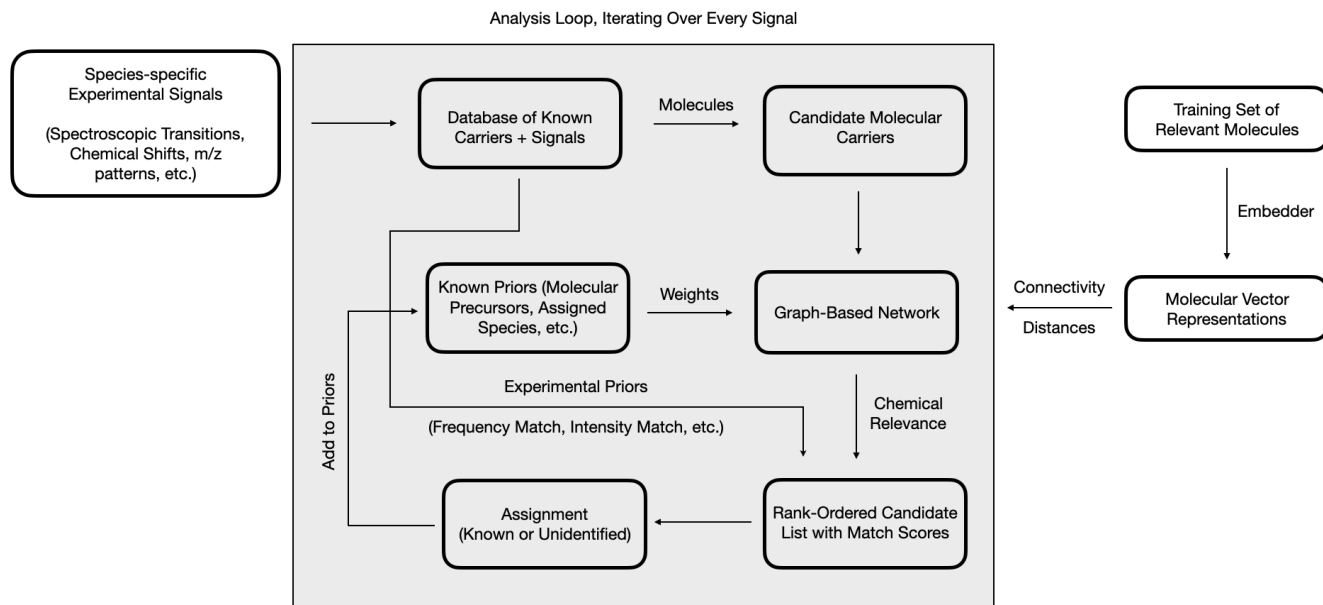 Analysis Loop, Iterating Over Every Signal
Species-specific
Experimental Signals
(Spectroscopic Transitions,
Chemical Shifts, m/z
patterns, etc.)
Database of Known
Carriers + Signals
Molecules
Candidate Molecular
Carriers
Training Set of
Relevant Molecules
Embedder
Known Priors (Molecular
Precursors, Assigned
Species, etc.)
Weights
Graph-Based Network
Connectivity
Distances
Molecular Vector
Representations
Experimental Priors
(Frequency Match, Intensity Match, etc.)
Chemical
Relevance
Add to Priors
Assignment
(Known or Unidentified)
Rank-Ordered Candidate
List with Match Scores